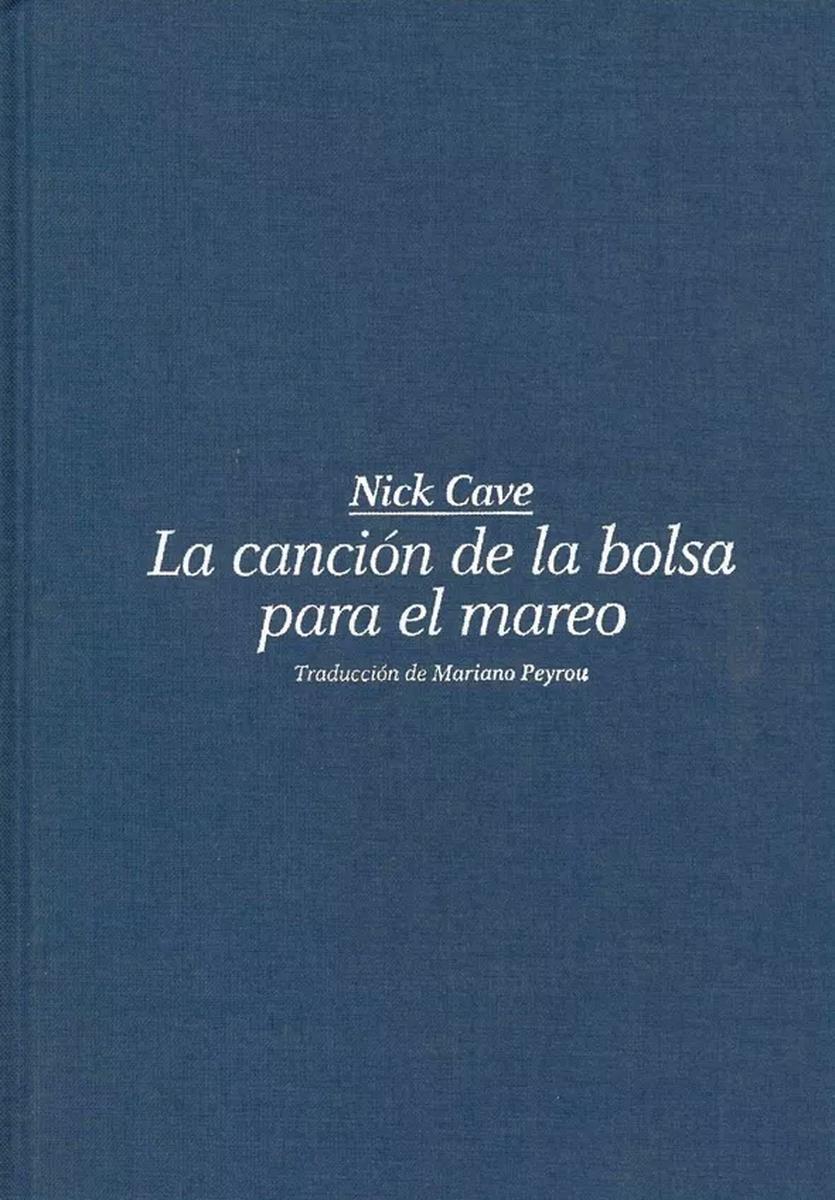 Nick Cave
La canción de la bolsa
para el mareo
Traducción de Mariano Peyrou